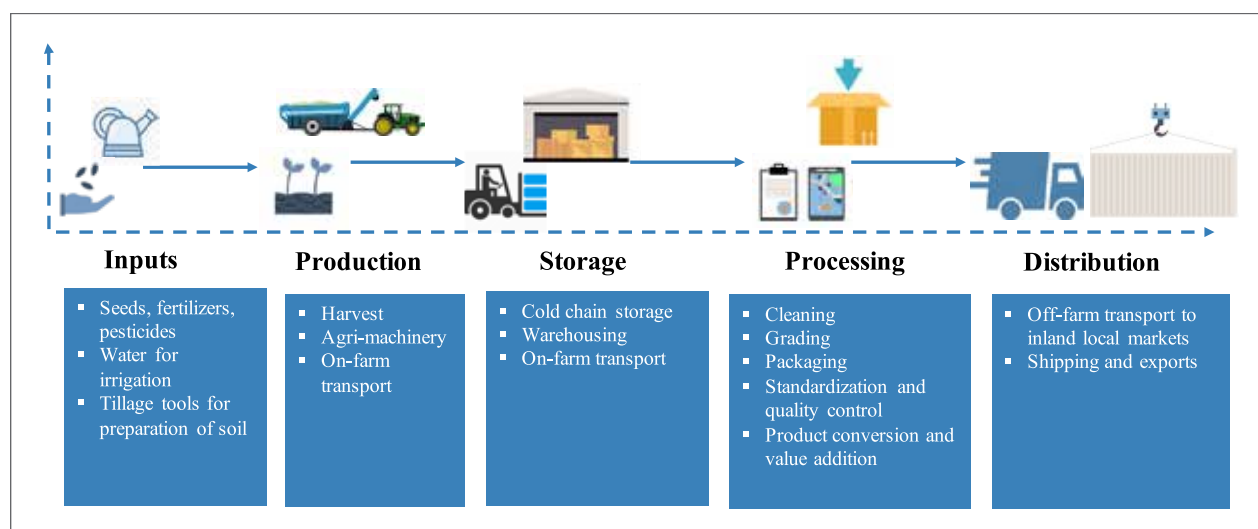 Inputs
Production
Storage
Processing
Distribution
▪ Seeds, fertilizers,
pesticides
▪ Water for
irrigation
▪ Tillage tools for
preparation of soil
▪ Harvest
▪ Agri-machinery
▪ On-farm
transport
▪ Cold chain storage
▪ Warehousing
▪ On-farm transport
▪ Cleaning
▪ Grading
▪ Packaging
▪ Standardization and
quality control
▪ Product conversion and
value addition
▪ Off-farm transport to
inland local markets
▪ Shipping and exports